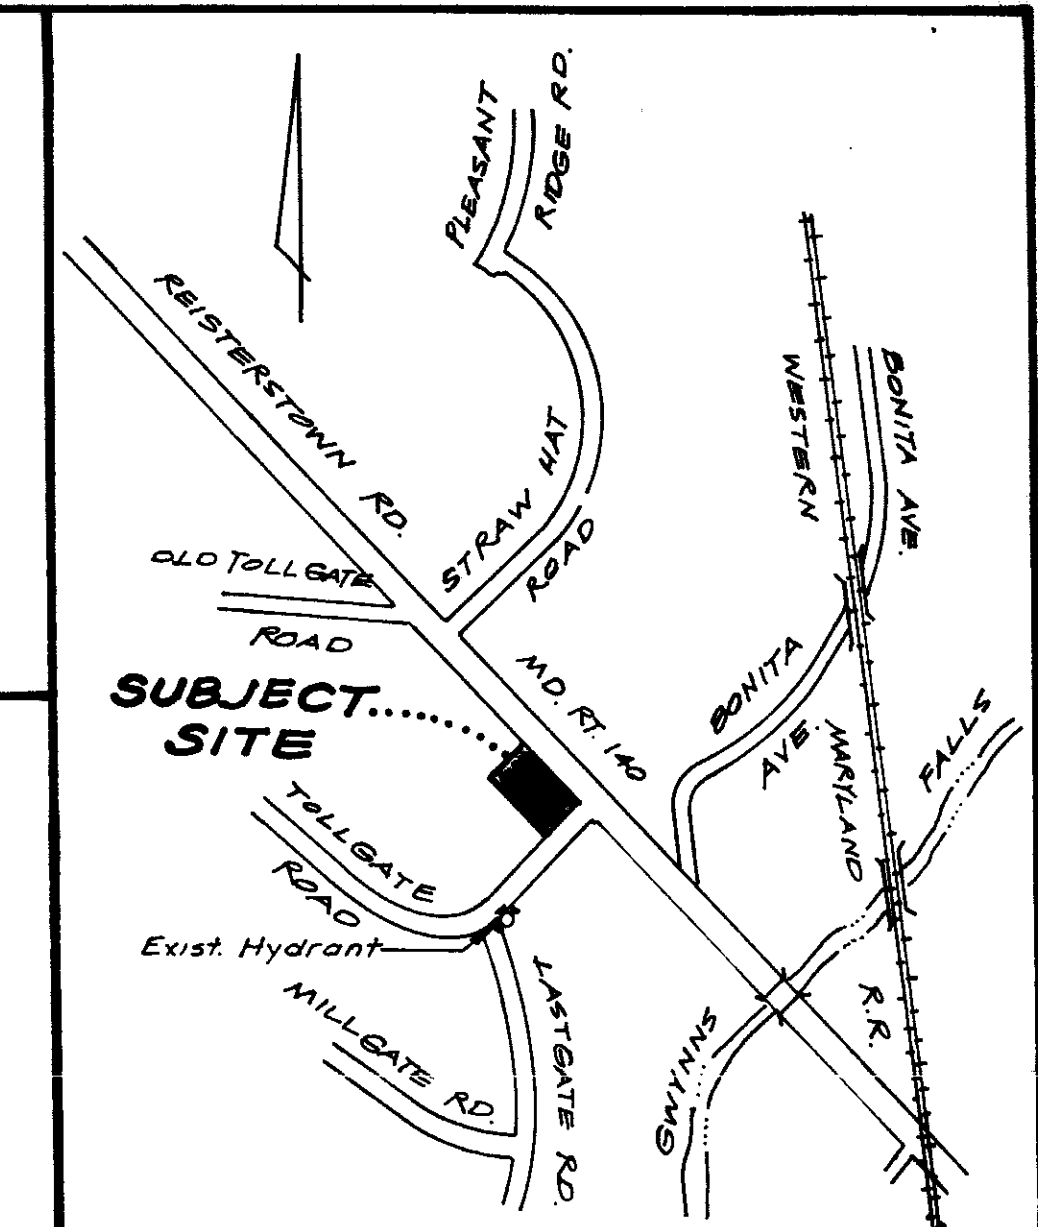 PLEASANT
RIDGE RD.
REISTERSTOWN RD.
STRAW HAT
ROAD
WESTERN
BONITA AVE.
OLD TOLLGATE
ROAD
SUBJECT
SITE
MD. RT. 140
BONITA
AVE.
MARYLAND
FALLS
TOLLGATE
ROAD
Exist. Hydrant
MILLGATE RD.
LASTGATE RD.
GWYNNS
R.R.